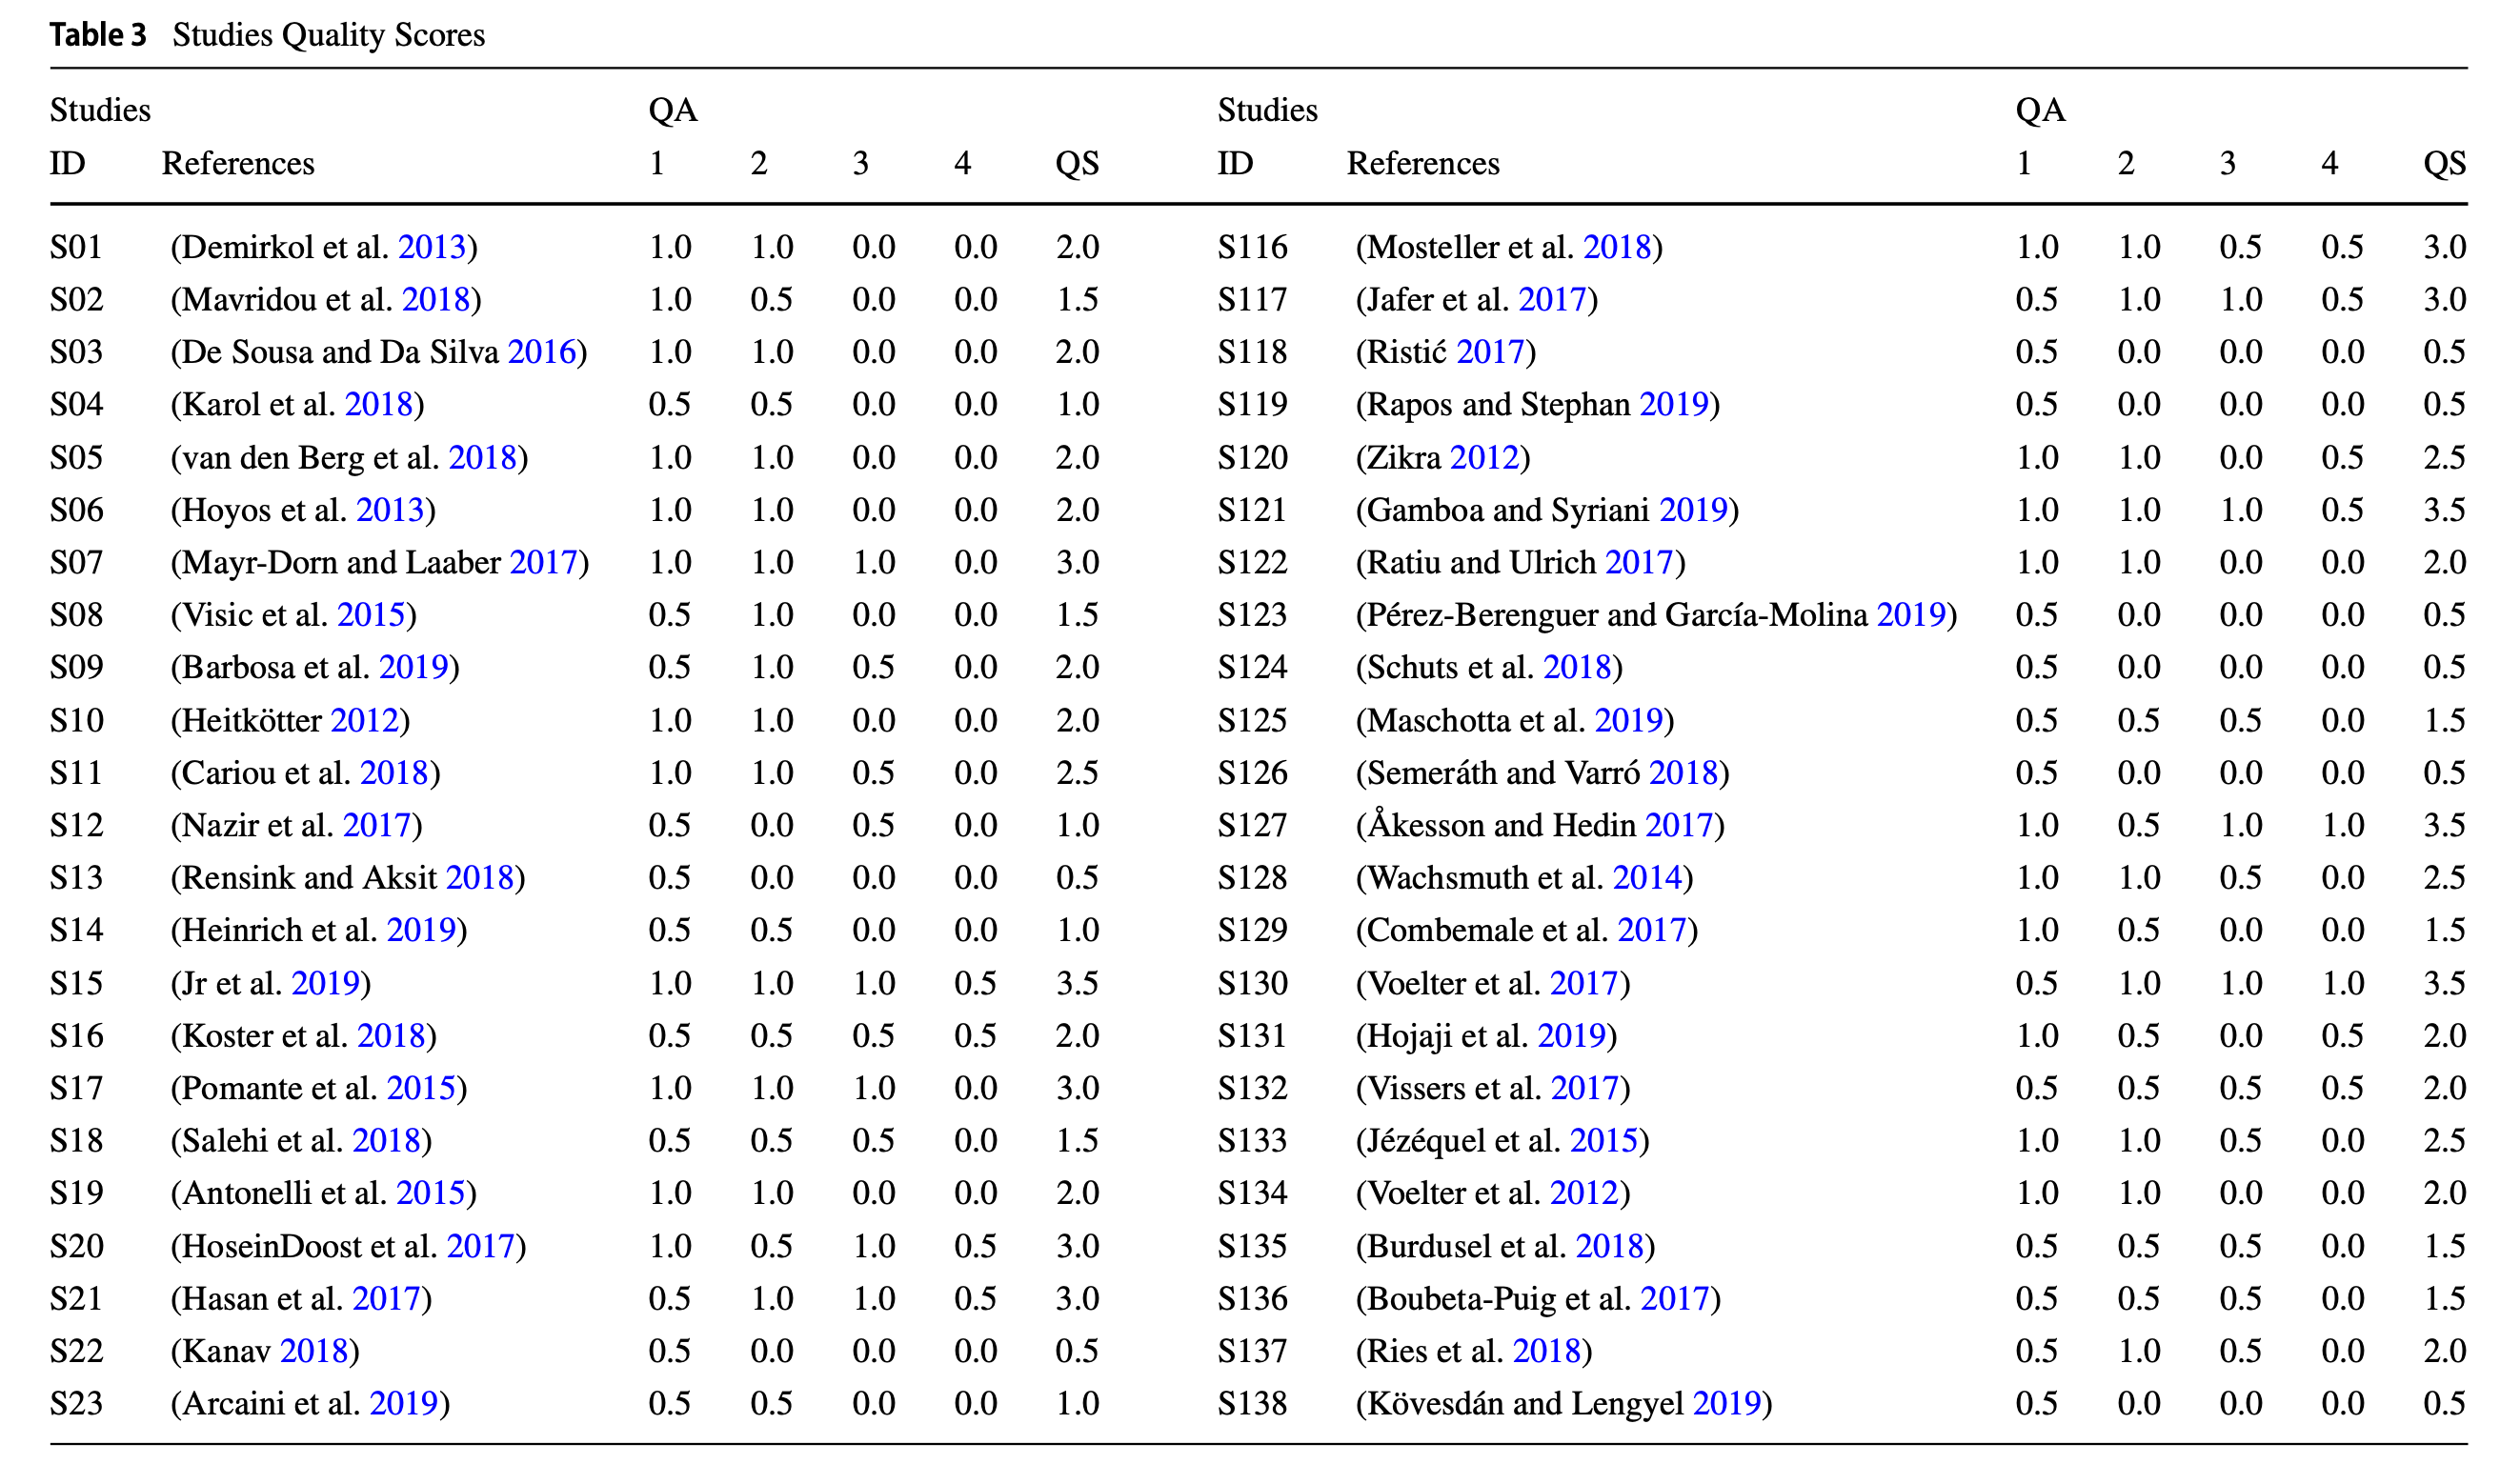 Table 3 Studies Quality Scores
Studies QA Studies QA
ID References 1 2 3 4 QS ID References 1 2 3 4 QS
S01 (Demirkol et al. 2013) 1.0 1.0 0.0 0.0 2.0 S116 (Mosteller et al. 2018) 1.0 1.0 0.5 0.5 3.0
S02 (Mavridou et al. 2018) 1.0 0.5 0.0 0.0 1.5 S117 (Jafer et al. 2017) 0.5 1.0 1.0 0.5 3.0
S03 (De Sousa and Da Silva 2016) 1.0 1.0 0.0 0.0 2.0 S118 (Ristić 2017) 0.5 0.0 0.0 0.0 0.5
S04 (Karol et al. 2018) 0.5 0.5 0.0 0.0 1.0 S119 (Rapos and Stephan 2019) 0.5 0.0 0.0 0.0 0.5
S05 (van den Berg et al. 2018) 1.0 1.0 0.0 0.0 2.0 S120 (Zikra 2012) 1.0 1.0 0.0 0.5 2.5
S06 (Hoyos et al. 2013) 1.0 1.0 0.0 0.0 2.0 S121 (Gamboa and Syriani 2019) 1.0 1.0 1.0 0.5 3.5
S07 (Mayr-Dorn and Laaber 2017) 1.0 1.0 1.0 0.0 3.0 S122 (Ratiu and Ulrich 2017) 1.0 1.0 0.0 0.0 2.0
S08 (Visic et al. 2015) 0.5 1.0 0.0 0.0 1.5 S123 (Pérez-Berenguer and García-Molina 2019) 0.5 0.0 0.0 0.0 0.5
S09 (Barbosa et al. 2019) 0.5 1.0 0.5 0.0 2.0 S124 (Schuts et al. 2018) 0.5 0.0 0.0 0.0 0.5
S10 (Heitkötter 2012) 1.0 1.0 0.0 0.0 2.0 S125 (Maschotta et al. 2019) 0.5 0.5 0.5 0.0 1.5
S11 (Cariou et al. 2018) 1.0 1.0 0.5 0.0 2.5 S126 (Semeráth and Varró 2018) 0.5 0.0 0.0 0.0 0.5
S12 (Nazir et al. 2017) 0.5 0.0 0.5 0.0 1.0 S127 (Åkesson and Hedin 2017) 1.0 0.5 1.0 1.0 3.5
S13 (Rensink and Aksit 2018) 0.5 0.0 0.0 0.0 0.5 S128 (Wachsmuth et al. 2014) 1.0 1.0 0.5 0.0 2.5
S14 (Heinrich et al. 2019) 0.5 0.5 0.0 0.0 1.0 S129 (Combemale et al. 2017) 1.0 0.5 0.0 0.0 1.5
S15 (Jr et al. 2019) 1.0 1.0 1.0 0.5 3.5 S130 (Voelter et al. 2017) 0.5 1.0 1.0 1.0 3.5
S16 (Koster et al. 2018) 0.5 0.5 0.5 0.5 2.0 S131 (Hojaji et al. 2019) 1.0 0.5 0.0 0.5 2.0
S17 (Pomante et al. 2015) 1.0 1.0 1.0 0.0 3.0 S132 (Vissers et al. 2017) 0.5 0.5 0.5 0.5 2.0
S18 (Salehi et al. 2018) 0.5 0.5 0.5 0.0 1.5 S133 (Jézéquel et al. 2015) 1.0 1.0 0.5 0.0 2.5
S19 (Antonelli et al. 2015) 1.0 1.0 0.0 0.0 2.0 S134 (Voelter et al. 2012) 1.0 1.0 0.0 0.0 2.0
S20 (HoseinDoost et al. 2017) 1.0 0.5 1.0 0.5 3.0 S135 (Burdusel et al. 2018) 0.5 0.5 0.5 0.0 1.5
S21 (Hasan et al. 2017) 0.5 1.0 1.0 0.5 3.0 S136 (Boubeta-Puig et al. 2017) 0.5 0.5 0.5 0.0 1.5
S22 (Kanav 2018) 0.5 0.0 0.0 0.0 0.5 S137 (Ries et al. 2018) 0.5 1.0 0.5 0.0 2.0
S23 (Arcaini et al. 2019) 0.5 0.5 0.0 0.0 1.0 S138 (Kövesdán and Lengyel 2019) 0.5 0.0 0.0 0.0 0.5